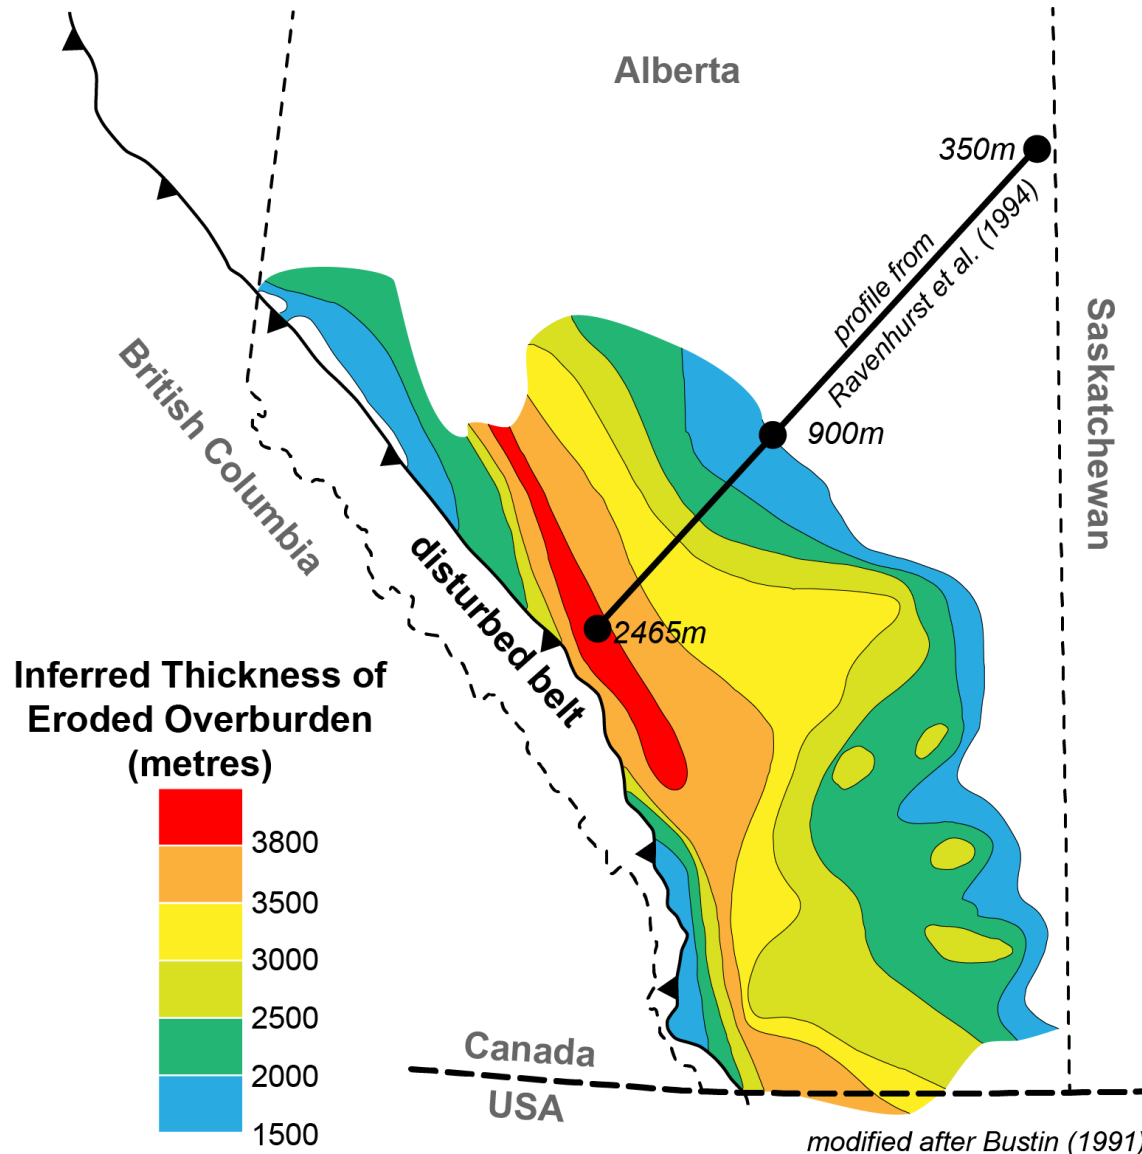 Alberta
350m
profile from
Ravenhurst et al. (1994)
Saskatchewan
British Columbia
900m
disturbed belt
2465m
Inferred Thickness of
Eroded Overburden
(metres)
3800
3500
3000
2500
2000
1500
Canada
USA
modified after Bustin (1991)